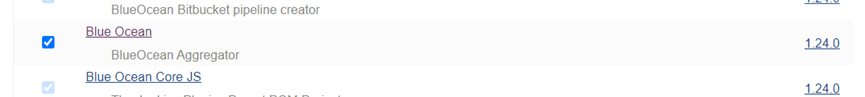 BlueOcean Bitbucket pipeline creator
Blue Ocean
1.24.0
BlueOcean Aggregator
Blue Ocean Core JS
1.24.0